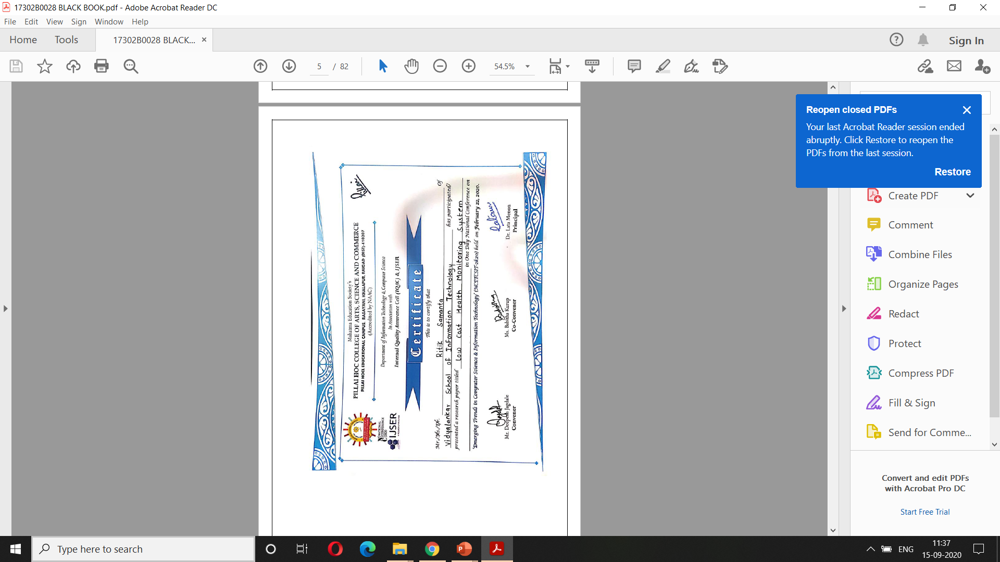 17302B0028 BLACK BOOK.pdf - Adobe Acrobat Reader DC
File Edit View Sign Window Help
Home Tools 17302B0028 BLACK... ×
Sign In
5 / 82
54.5%
Reopen closed PDFs
Your last Acrobat Reader session ended
abruptly. Click Restore to reopen the
PDFs from the last session.
Restore
Mahatma Education Society's
PILLAI HOC COLLEGE OF ARTS, SCIENCE AND COMMERCE
PILLAI HOCL EDUCATIONAL CAMPUS, RASAYANI, KHALAPUR, RAIGAD (DIST)-410207
(Accredited by NAAC)
Department of Information Technology & Computer Science
In Association with
Internal Quality Assurance Cell (IQAC) & IJSER
NATIONAL
CONFERENCE
2K20
IJSER
Certificate
This is to certify that
Mr./Ms./Dr. Ritik Samanta of
Vidyalankar School of Information Technology has participated/
presented a research paper titled Low Cost Health Monitoring System
in One Day National Conference on
'Emerging Trends in Computer Science & Information Technology' (NCETCSIT-2k20) held on February 22, 2020.
Mr. Deepesh Jagdale
Convener
Ms. Babitha Kurup
Co-Convener
Dr. Lata Menon
Principal
Create PDF
Comment
Combine Files
Organize Pages
Redact
Protect
Compress PDF
Fill & Sign
Send for Comme...
Convert and edit PDFs
with Acrobat Pro DC
Start Free Trial
Type here to search
ENG
11:37
15-09-2020